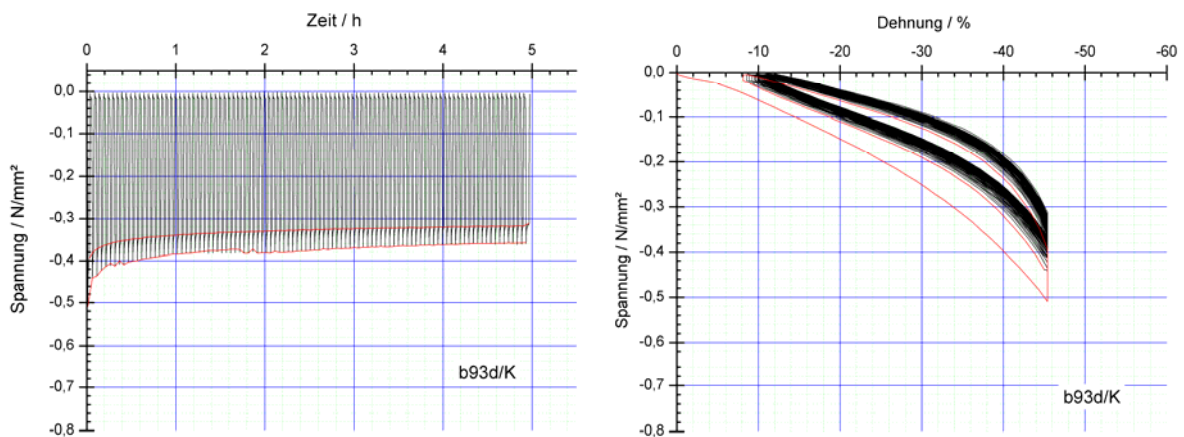 Zeit / h
0 1 2 3 4 5
0,0
-0,1
-0,2
-0,3
-0,4
-0,5
-0,6
-0,7
-0,8
Spannung / N/mm²
b93d/K
Dehnung / %
0 -10 -20 -30 -40 -50 -60
0,0
-0,1
-0,2
-0,3
-0,4
-0,5
-0,6
-0,7
-0,8
Spannung / N/mm²
b93d/K